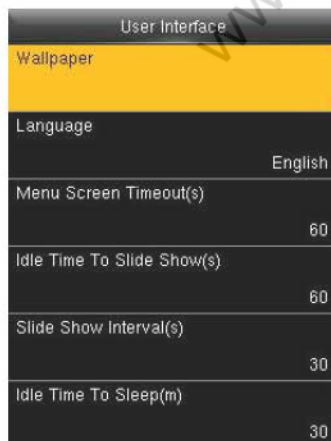 User Interface
Wallpaper
Language
English
Menu Screen Timeout(s)
60
Idle Time To Slide Show(s)
60
Slide Show Interval(s)
30
Idle Time To Sleep(m)
30